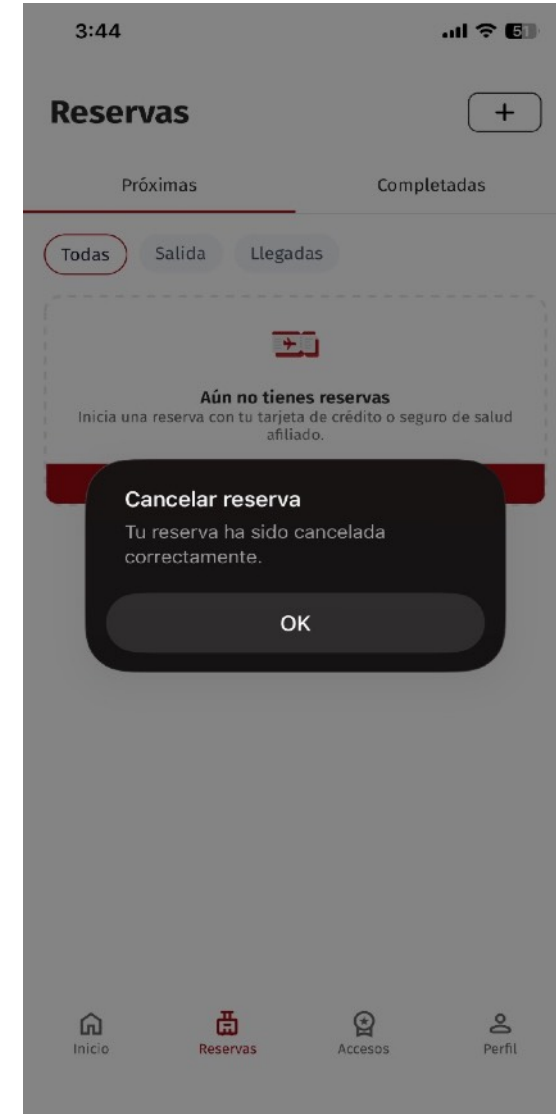 3:44
51
Reservas
+
Próximas
Completadas
Todas
Salida
Llegadas
Aún no tienes reservas
Inicia una reserva con tu tarjeta de crédito o seguro de salud
afiliado.
Cancelar reserva
Tu reserva ha sido cancelada
correctamente.
OK
Inicio
Reservas
Accesos
Perfil